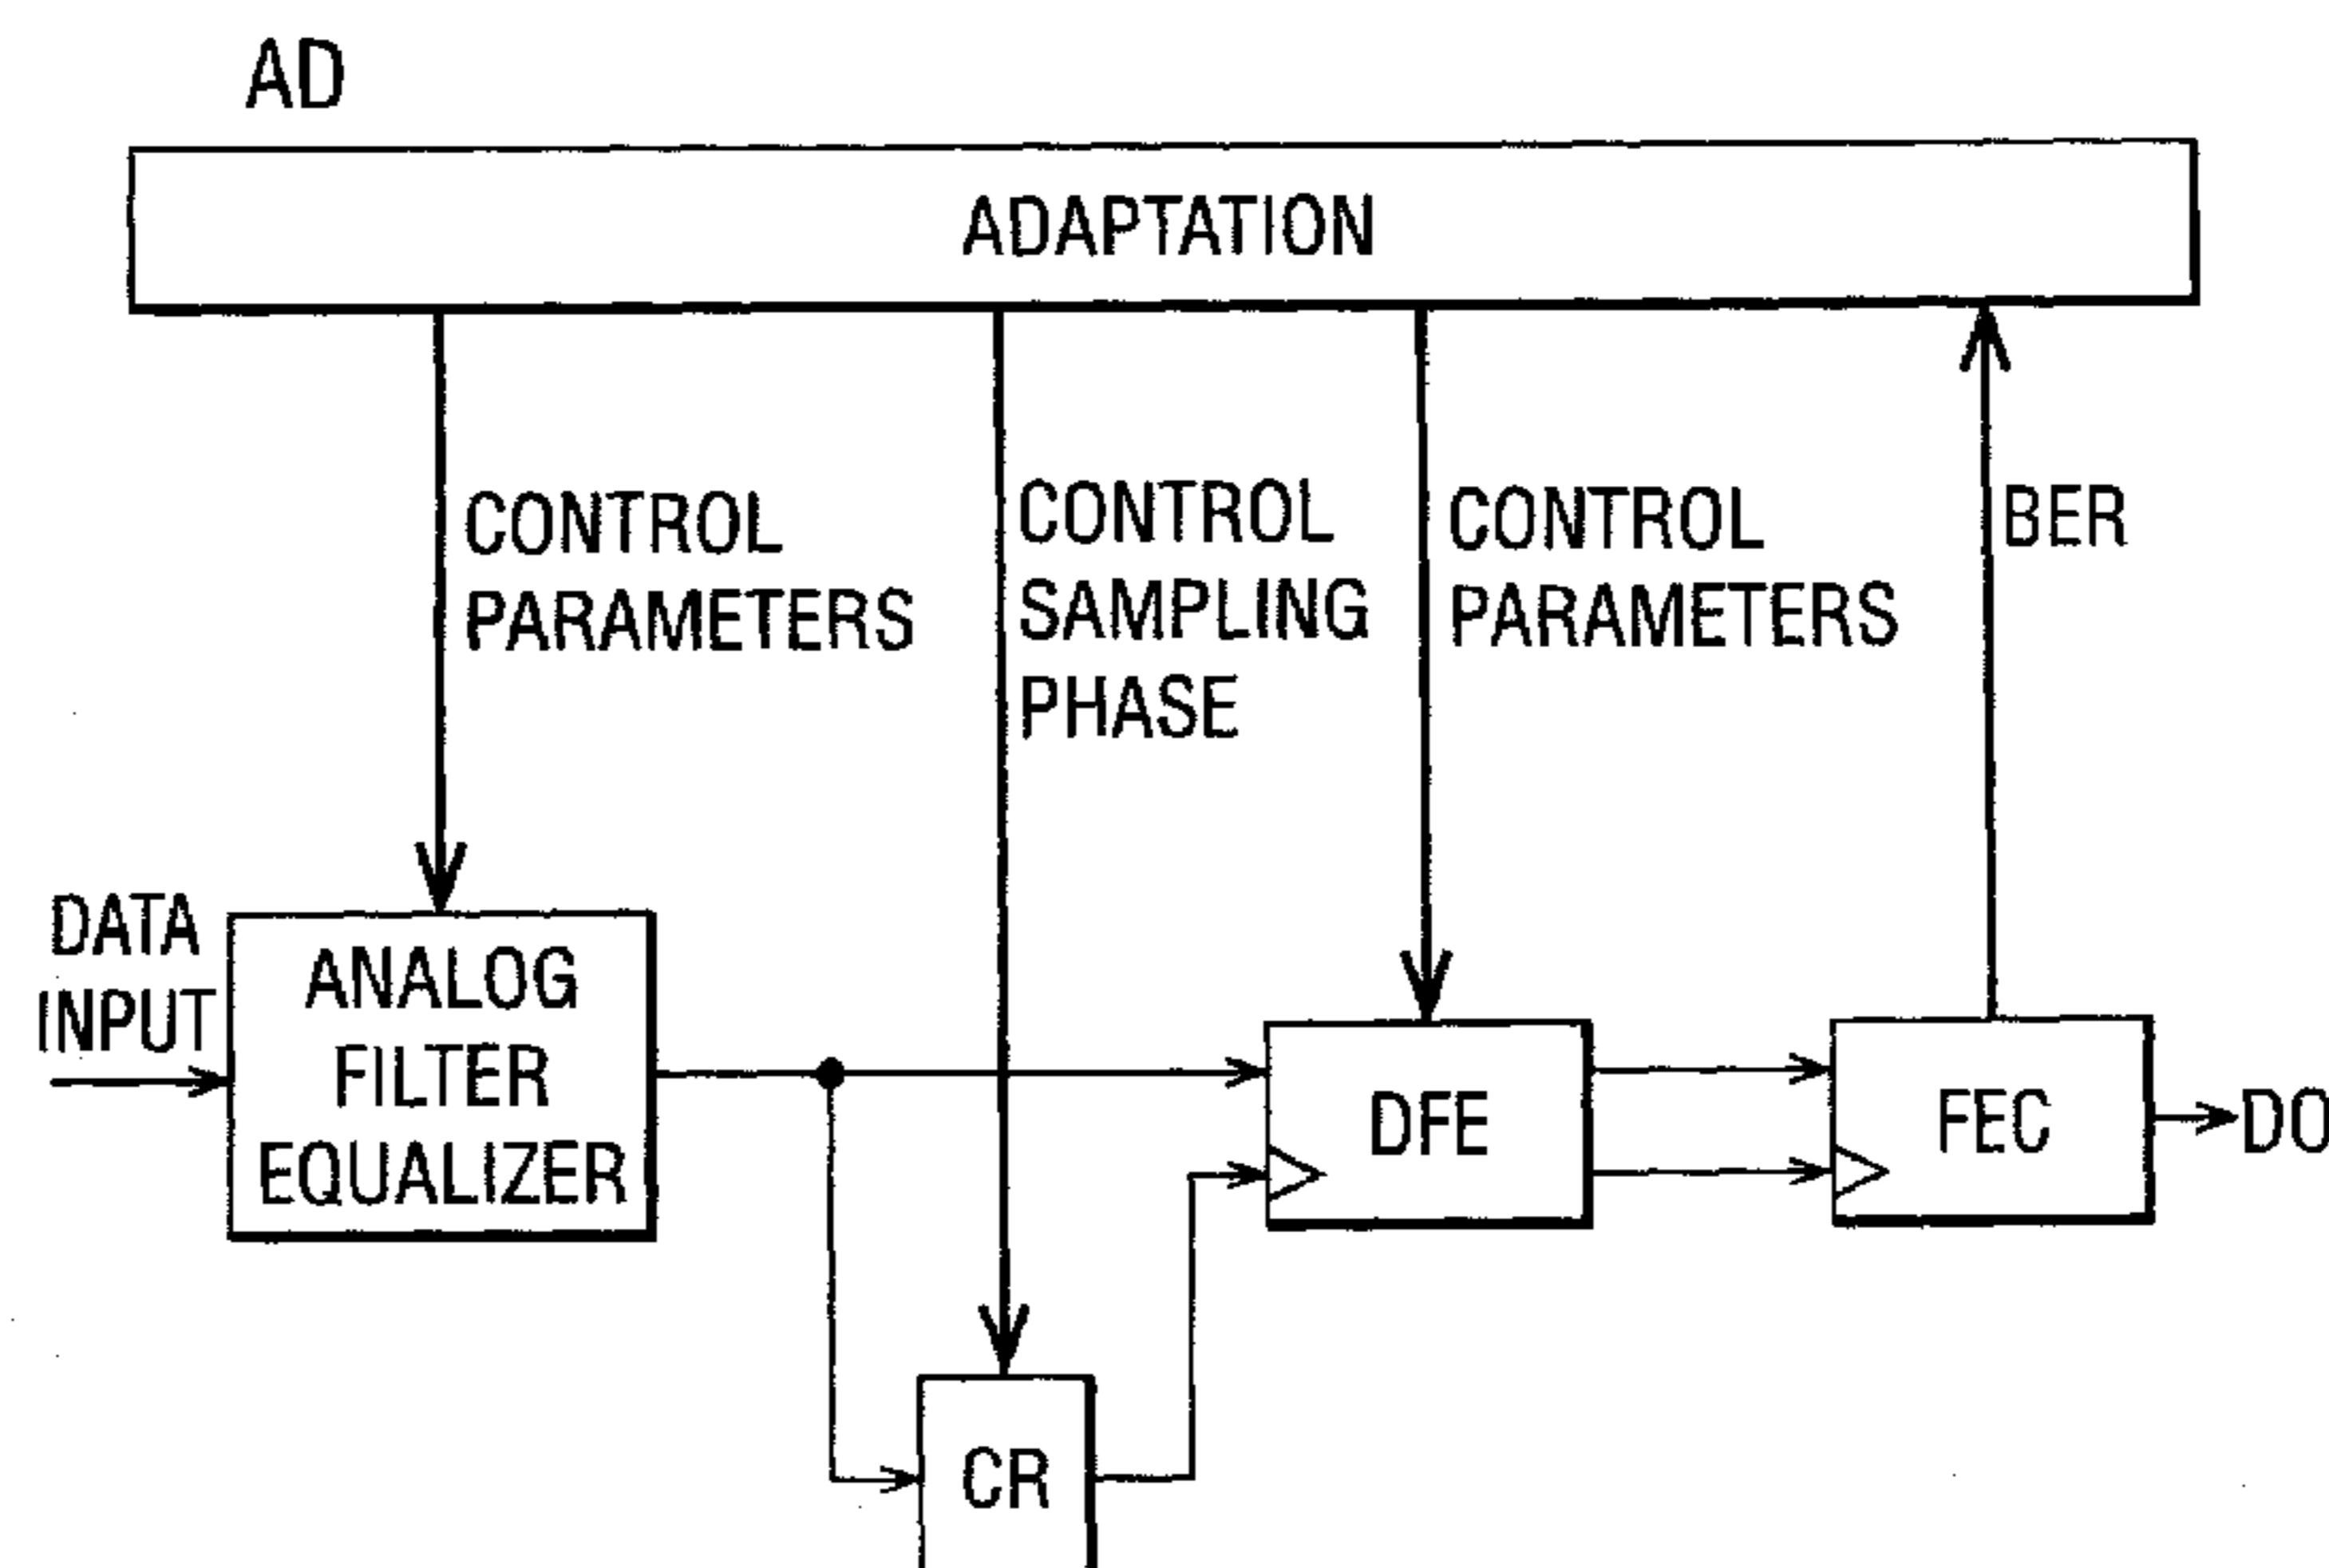 AD
ADAPTATION
CONTROL
PARAMETERS
CONTROL
SAMPLING
PHASE
CONTROL
PARAMETERS
BER
DATA
INPUT
ANALOG
FILTER
EQUALIZER
DFE
FEC
DO
CR